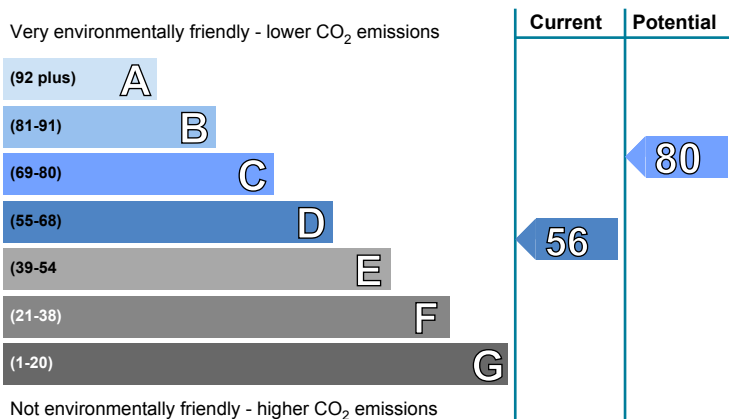 Very environmentally friendly - lower CO₂ emissions
Current
Potential
(92 plus) A
(81-91) B
(69-80) C
80
(55-68) D
56
(39-54 E
(21-38) F
(1-20) G
Not environmentally friendly - higher CO₂ emissions